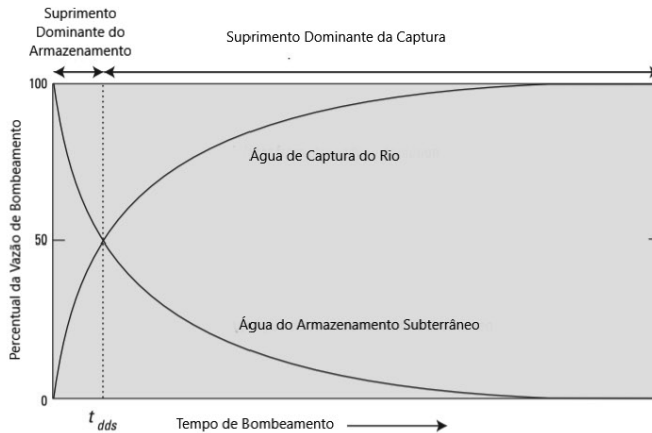 Suprimento
Dominante do
Armazenamento
Suprimento Dominante da Captura
Percentual da Vazão de Bombeamento
100
50
0
Água de Captura do Rio
Água do Armazenamento Subterrâneo
t dds
Tempo de Bombeamento